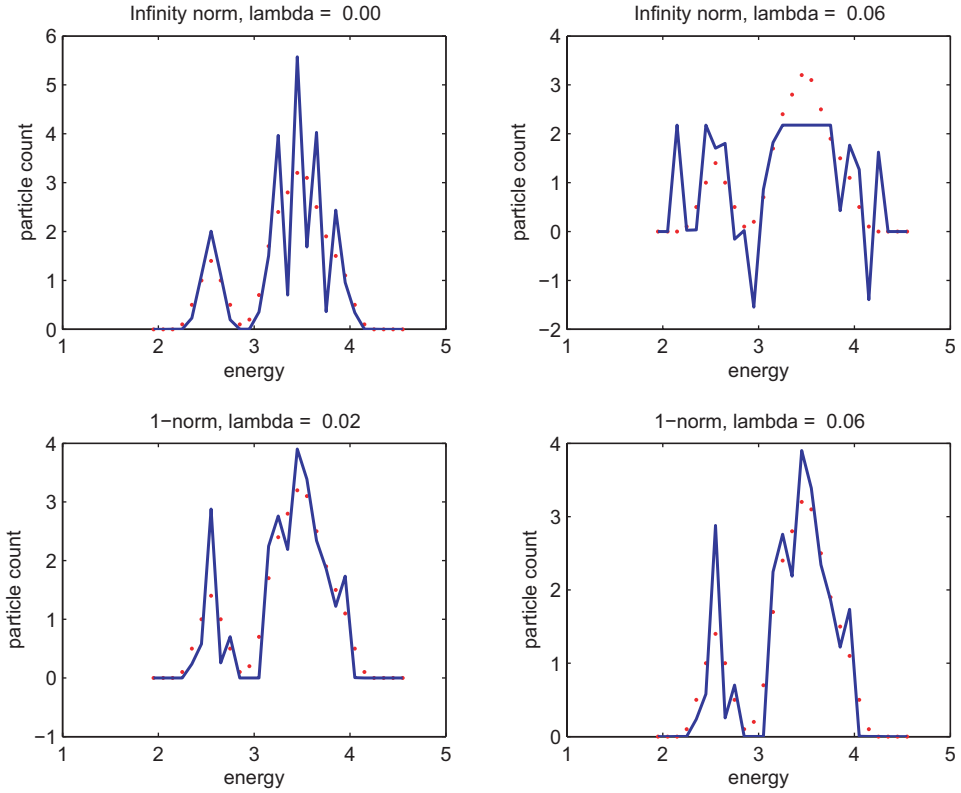 Infinity norm, lambda =  0.00
6
5
4
3
2
1
0
particle count
1 2 3 4 5
energy
Infinity norm, lambda =  0.06
4
3
2
1
0
−1
−2
particle count
1 2 3 4 5
energy
1−norm, lambda =  0.02
4
3
2
1
0
−1
particle count
1 2 3 4 5
energy
1−norm, lambda =  0.06
4
3
2
1
0
particle count
1 2 3 4 5
energy